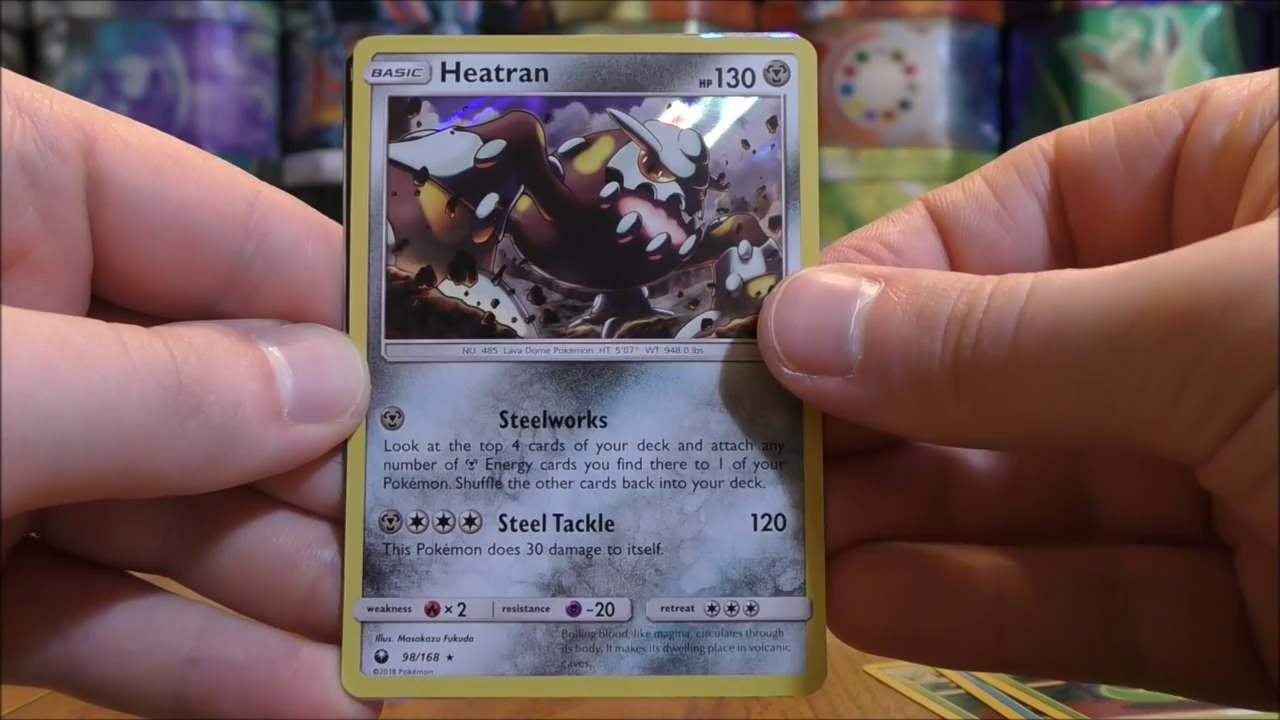 BASIC Heatran HP 130
NO. 485 Lava Dome Pokémon HT 5'07" WT 948.0 lbs
Steelworks
Look at the top 4 cards of your deck and attach any
number of Energy cards you find there to 1 of your
Pokémon. Shuffle the other cards back into your deck.
Steel Tackle 120
This Pokémon does 30 damage to itself.
weakness ×2 resistance -20 retreat
Illus. Masakazu Fukuda
98/168 ★
©2018 Pokémon
Boiling blood, like magma, circulates through
its body. It makes its dwelling place in volcanic
caves.